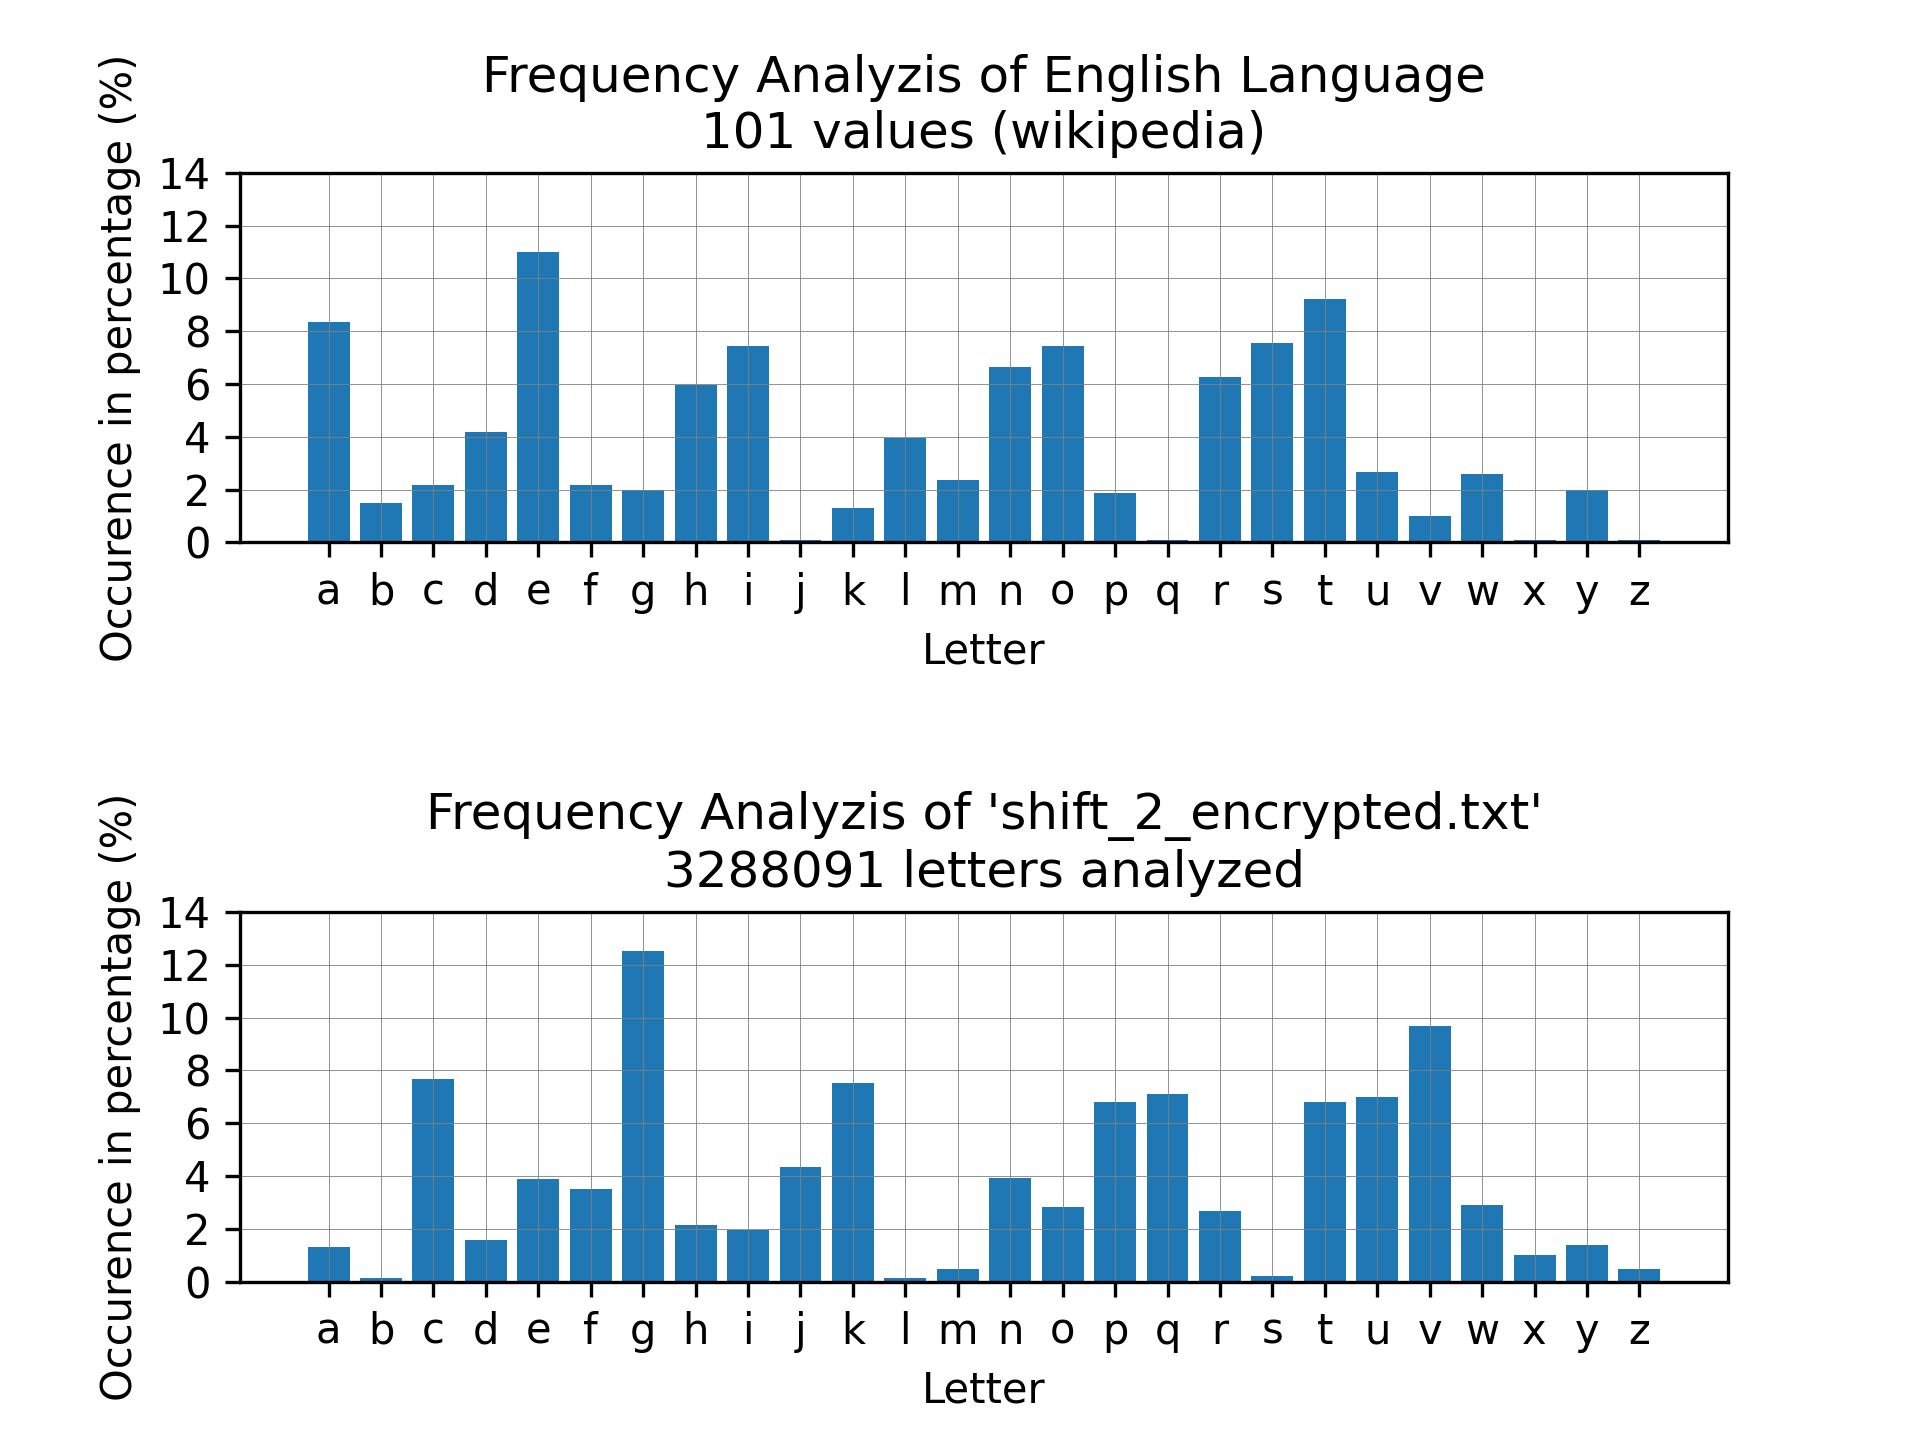 Frequency Analyzis of English Language
101 values (wikipedia)
Occurence in percentage (%)
14
12
10
8
6
4
2
0
a b c d e f g h i j k l m n o p q r s t u v w x y z
Letter
Frequency Analyzis of 'shift_2_encrypted.txt'
3288091 letters analyzed
Occurence in percentage (%)
14
12
10
8
6
4
2
0
a b c d e f g h i j k l m n o p q r s t u v w x y z
Letter